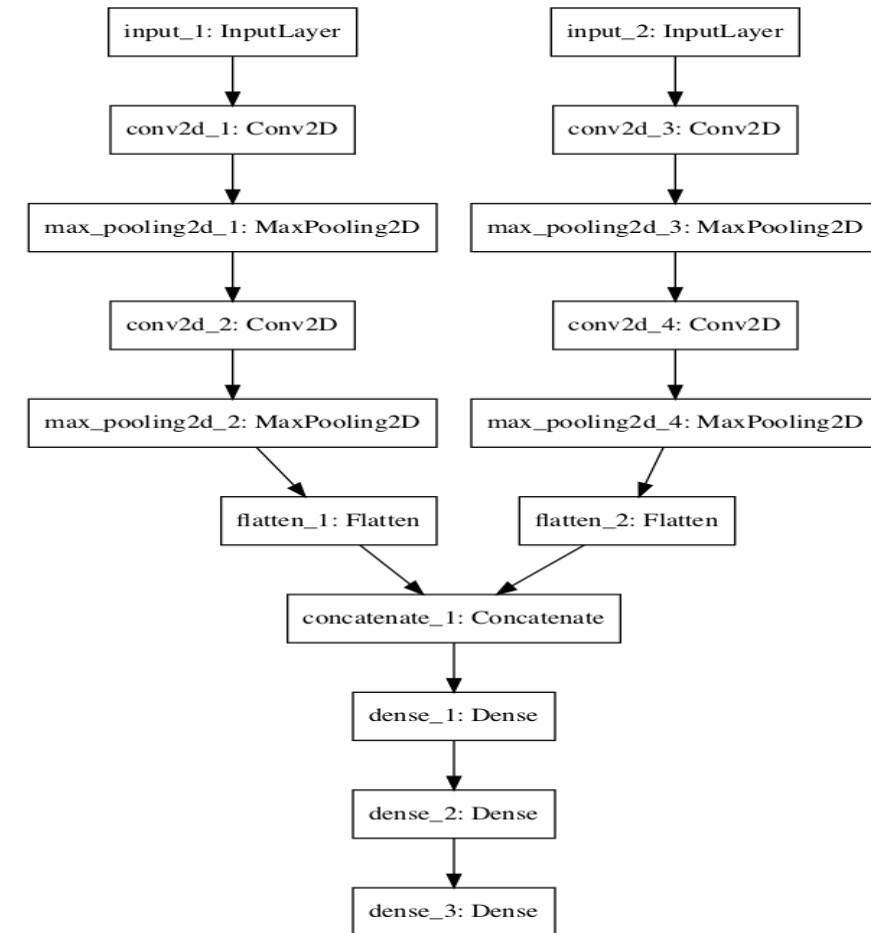 input_1: InputLayer
input_2: InputLayer
conv2d_1: Conv2D
conv2d_3: Conv2D
max_pooling2d_1: MaxPooling2D
max_pooling2d_3: MaxPooling2D
conv2d_2: Conv2D
conv2d_4: Conv2D
max_pooling2d_2: MaxPooling2D
max_pooling2d_4: MaxPooling2D
flatten_1: Flatten
flatten_2: Flatten
concatenate_1: Concatenate
dense_1: Dense
dense_2: Dense
dense_3: Dense